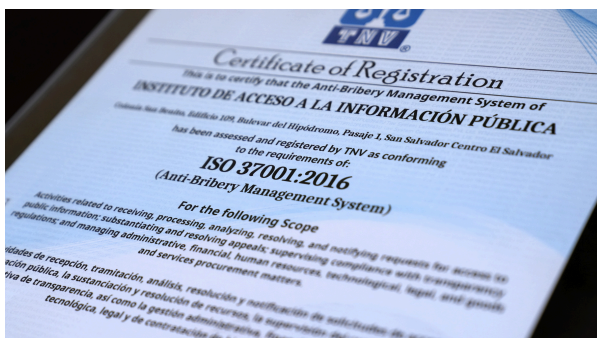 TNV®
Certificate of Registration
This is to certify that the Anti-Bribery Management System of
INSTITUTO DE ACCESO A LA INFORMACIÓN PÚBLICA
Colonia San Benito, Edificio 109, Bulevar del Hipódromo, Pasaje 1, San Salvador Centro El Salvador
has been assessed and registered by TNV as conforming
to the requirements of:
ISO 37001:2016
(Anti-Bribery Management System)
For the following Scope
Activities related to receiving, processing, analyzing, resolving, and notifying requests for access to
public information; substantiating and resolving appeals; supervising compliance with transparency
regulations; and managing administrative, financial, human resources, technological, legal, and goods
and services procurement matters.
de recepción, tramitación, análisis, resolución y notificación de solicitudes de
pública, la sustanciación y resolución de recursos, la supervisión
de transparencia, así como la gestión administrativa,
tecnológica, legal y de contratación de